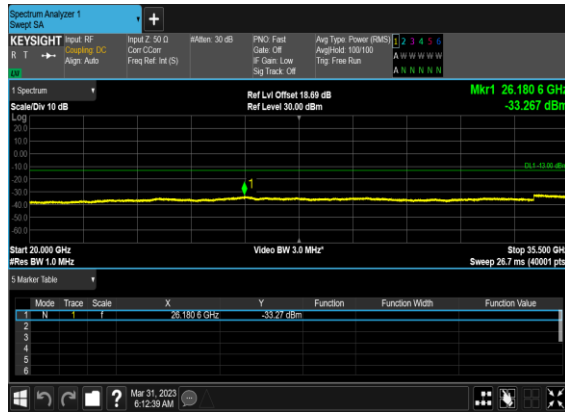 Spectrum Analyzer 1
Swept SA
+
KEYSIGHT Input: RF Input Z: 50 Ω #Atten: 30 dB PNO: Fast Avg Type: Power (RMS) 1 2 3 4 5 6
R T Coupling: DC Corr CCorr Gate: Off Avg|Hold: 100/100 A W W W W W
Align: Auto Freq Ref: Int (S) IF Gain: Low Trig: Free Run
Sig Track: Off A N N N N N
LXI
1 Spectrum Ref Lvl Offset 18.69 dB Mkr1 26.180 6 GHz
Scale/Div 10 dB Ref Level 30.00 dBm -33.267 dBm
Log
20.0
10.0
0.00
-10.0 DL1 -13.00 dBm
-20.0
-30.0 1
-40.0
-50.0
-60.0
Start 20.000 GHz Video BW 3.0 MHz* Stop 35.500 GHz
#Res BW 1.0 MHz Sweep 26.7 ms (40001 pts)
5 Marker Table
Mode Trace Scale X Y Function Function Width Function Value
1 N 1 f 26.180 6 GHz -33.27 dBm
2
3
4
5
6
? Mar 31, 2023
6:12:39 AM